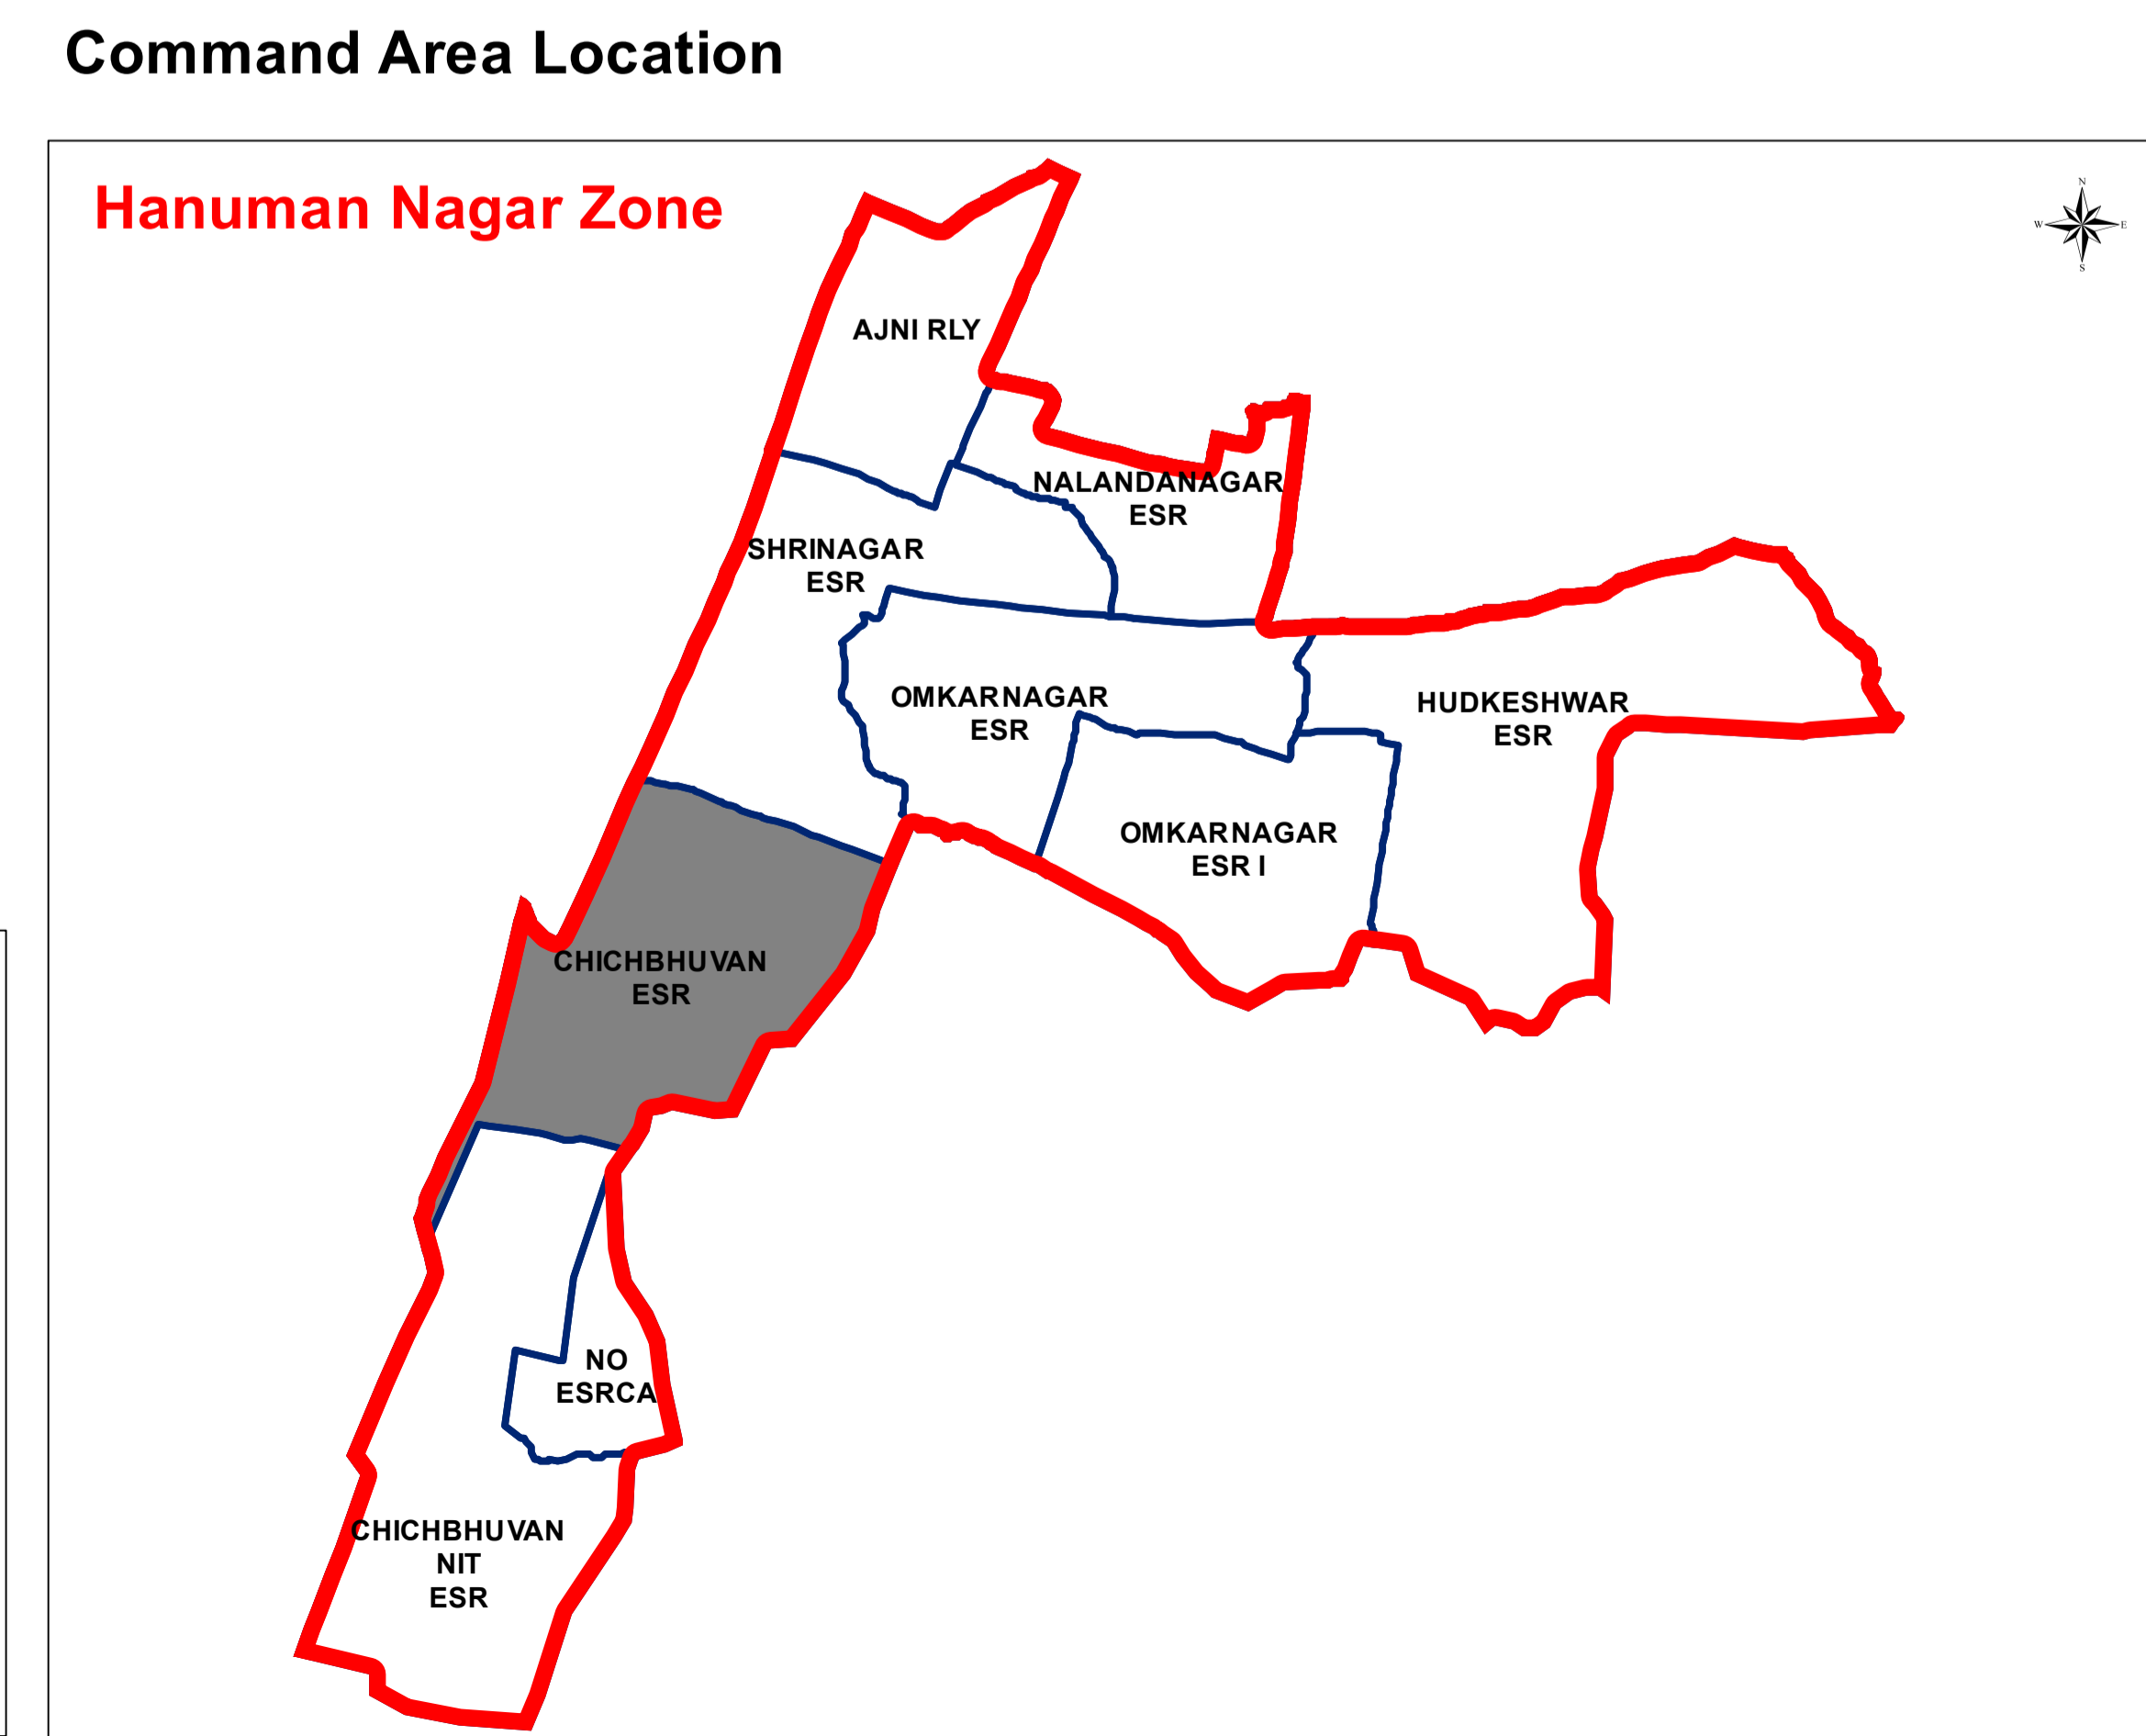 Command Area Location
Hanuman Nagar Zone
N
W
E
S
AJNI RLY
NALANDANAGAR
ESR
SHRINAGAR
ESR
OMKARNAGAR
ESR
HUDKESHWAR
ESR
OMKARNAGAR
ESR I
CHICHBHUVAN
ESR
NO
ESRCA
CHICHBHUVAN
NIT
ESR